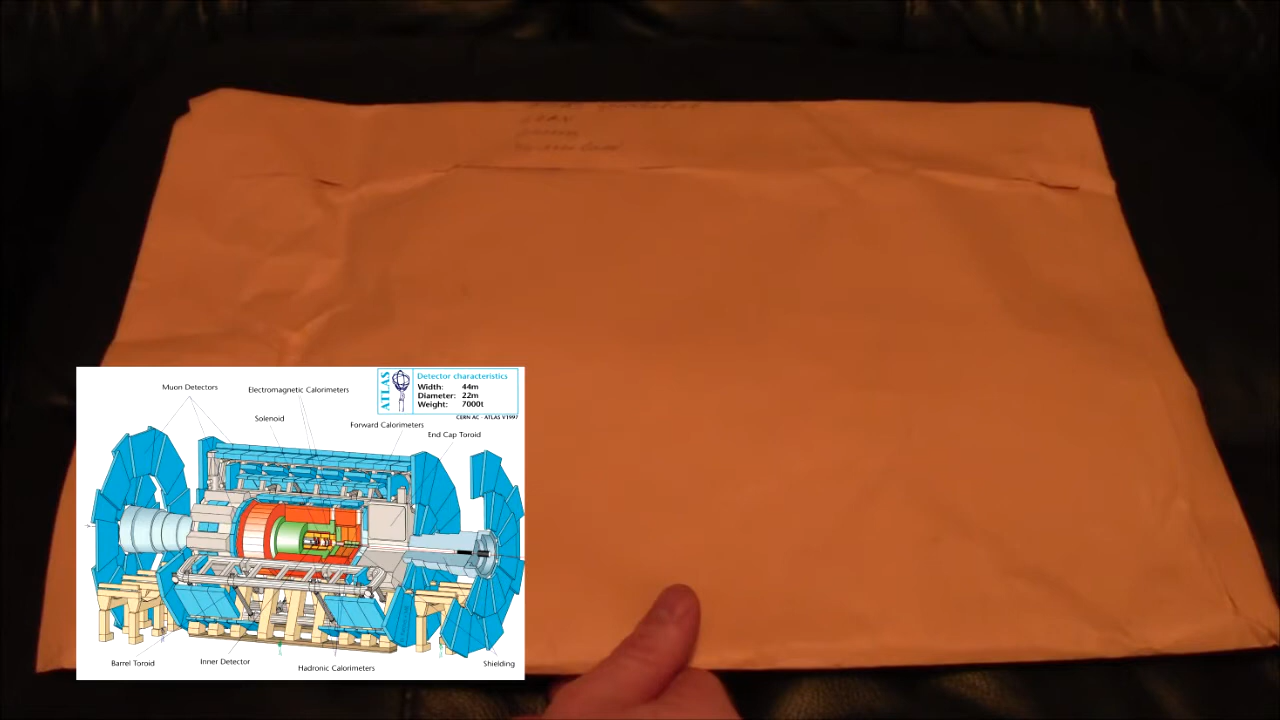 Muon Detectors
Electromagnetic Calorimeters
Solenoid
Forward Calorimeters
End Cap Toroid
ATLAS
Detector characteristics
Width: 44m
Diameter: 22m
Weight: 7000t
CERN AC - ATLAS V1997
Barrel Toroid
Inner Detector
Hadronic Calorimeters
Shielding